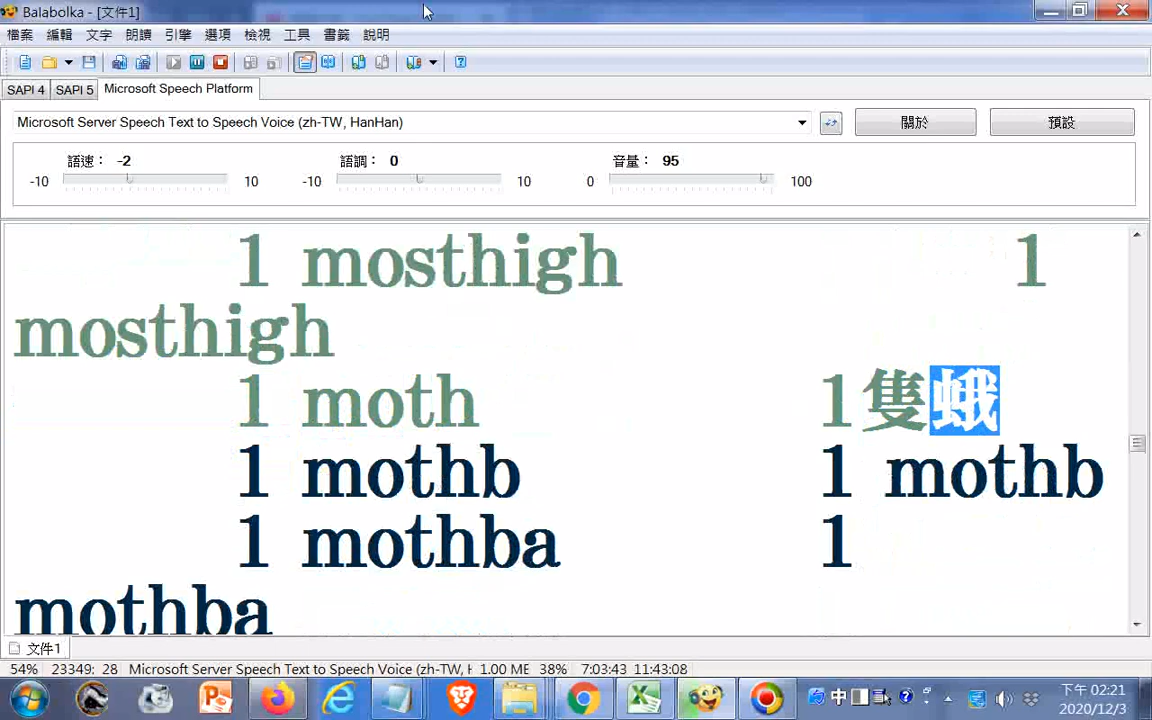 Balabolka - [文件1]
檔案 編輯 文字 朗讀 引擎 選項 檢視 工具 書籤 說明
SAPI 4 SAPI 5 Microsoft Speech Platform
Microsoft Server Speech Text to Speech Voice (zh-TW, HanHan) 關於 預設
語速： -2 語調： 0 音量： 95
-10 10 -10 10 0 100
1 mosthigh 1
mosthigh
1 moth 1隻蛾
1 mothb 1 mothb
1 mothba 1
mothba
文件1
54% 23349: 28 Microsoft Server Speech Text to Speech Voice (zh-TW, H 1.00 ME 38% 7:03:43 11:43:08
中 下午 02:21
2020/12/3